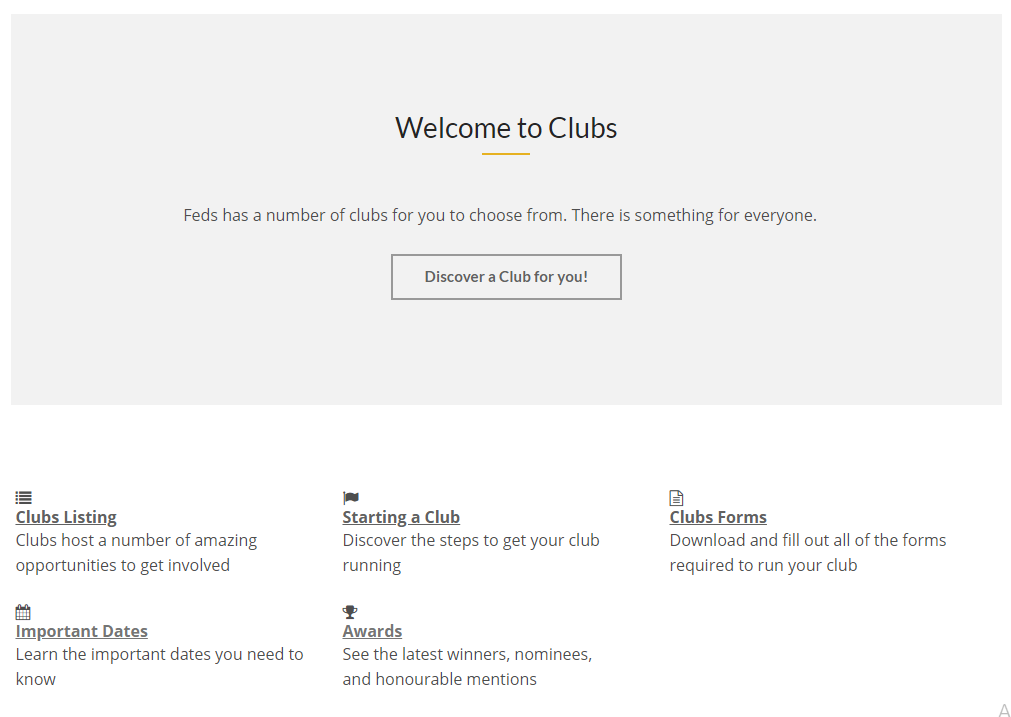 Welcome to Clubs
Feds has a number of clubs for you to choose from. There is something for everyone.
Discover a Club for you!
Clubs Listing
Clubs host a number of amazing
opportunities to get involved
Starting a Club
Discover the steps to get your club
running
Clubs Forms
Download and fill out all of the forms
required to run your club
Important Dates
Learn the important dates you need to
know
Awards
See the latest winners, nominees,
and honourable mentions
A